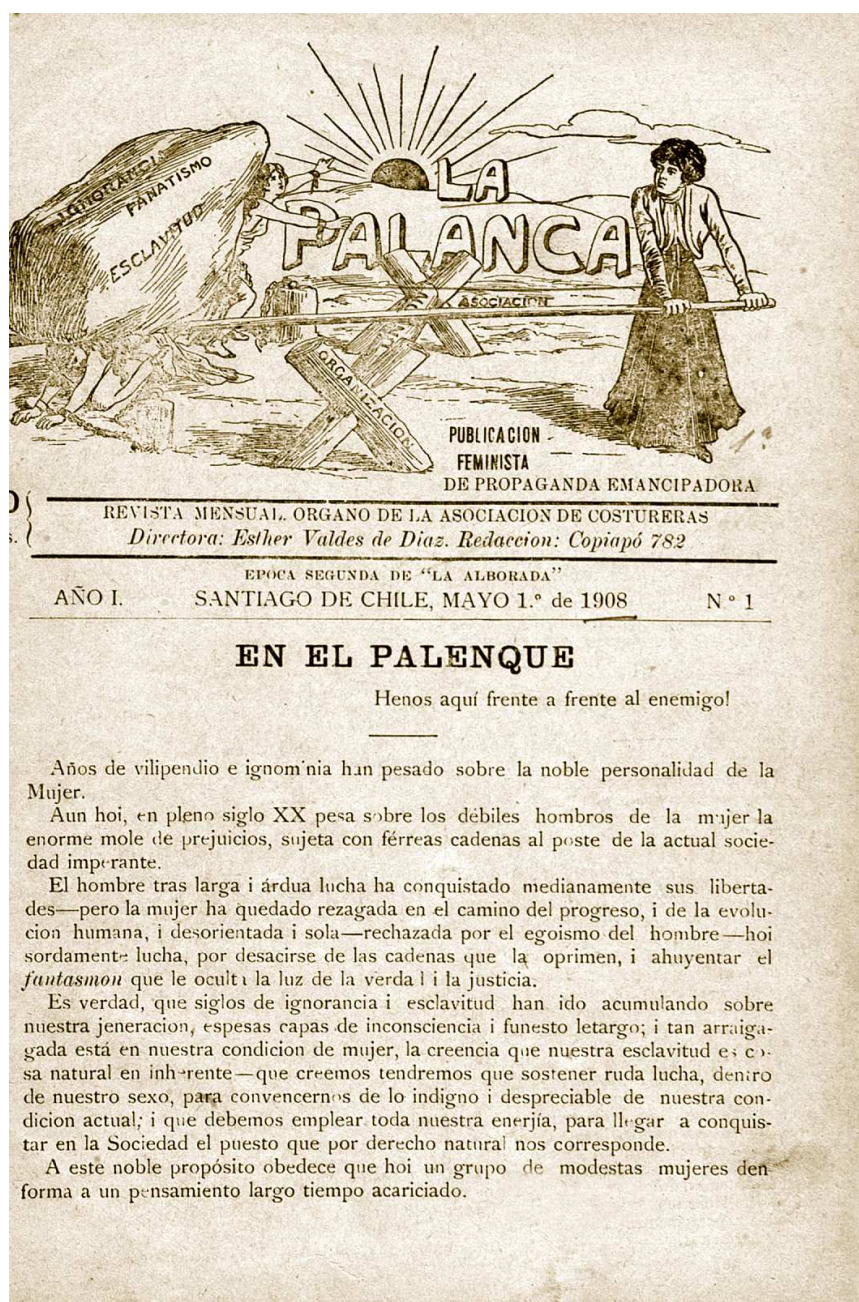 IGNORANCIA
FANATISMO
ESCLAVITUD
LA
PALANCA
ASOCIACION
ORGANIZACION
PUBLICACION
FEMINISTA
DE PROPAGANDA EMANCIPADORA
1ª
REVISTA MENSUAL. ORGANO DE LA ASOCIACION DE COSTURERAS
Directora: Esther Valdes de Diaz. Redaccion: Copiapó 782
EPOCA SEGUNDA DE “LA ALBORADA”
AÑO I. SANTIAGO DE CHILE, MAYO 1.º de 1908 N º 1
EN EL PALENQUE
Henos aquí frente a frente al enemigo!
Años de vilipendio e ignominia han pesado sobre la noble personalidad de la
Mujer.
Aun hoi, en pleno siglo XX pesa sobre los débiles hombros de la mujer la
enorme mole de prejuicios, sujeta con férreas cadenas al poste de la actual socie-
dad imperante.
El hombre tras larga i árdua lucha ha conquistado medianamente sus liberta-
des—pero la mujer ha quedado rezagada en el camino del progreso, i de la evolu-
cion humana, i desorientada i sola—rechazada por el egoismo del hombre—hoi
sordamente lucha, por desacirse de las cadenas que la oprimen, i ahuyentar el
fantasmon que le oculta la luz de la verdad i la justicia.
Es verdad, que siglos de ignorancia i esclavitud han ido acumulando sobre
nuestra jeneracion, espesas capas de inconsciencia i funesto letargo; i tan arraiga-
gada está en nuestra condicion de mujer, la creencia que nuestra esclavitud es co-
sa natural en inherente—que creemos tendremos que sostener ruda lucha, dentro
de nuestro sexo, para convencernos de lo indigno i despreciable de nuestra con-
dicion actual; i que debemos emplear toda nuestra enerjía, para llegar a conquis-
tar en la Sociedad el puesto que por derecho natural nos corresponde.
A este noble propósito obedece que hoi un grupo de modestas mujeres den
forma a un pensamiento largo tiempo acariciado.